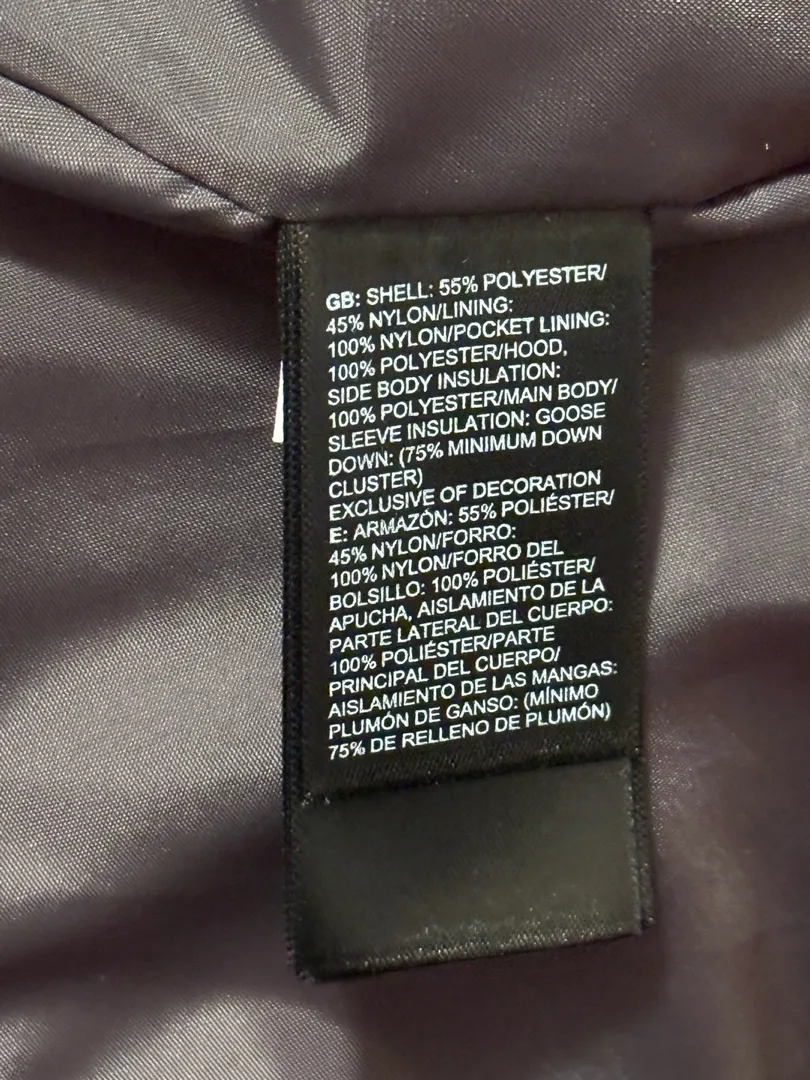 GB: SHELL: 55% POLYESTER/
45% NYLON/LINING:
100% NYLON/POCKET LINING:
100% POLYESTER/HOOD,
SIDE BODY INSULATION:
100% POLYESTER/MAIN BODY/
SLEEVE INSULATION: GOOSE
DOWN: (75% MINIMUM DOWN
CLUSTER)
EXCLUSIVE OF DECORATION
E: ARMAZÓN: 55% POLIÉSTER/
45% NYLON/FORRO:
100% NYLON/FORRO DEL
BOLSILLO: 100% POLIÉSTER/
APUCHA, AISLAMIENTO DE LA
PARTE LATERAL DEL CUERPO:
100% POLIÉSTER/PARTE
PRINCIPAL DEL CUERPO/
AISLAMIENTO DE LAS MANGAS:
PLUMÓN DE GANSO: (MÍNIMO
75% DE RELLENO DE PLUMÓN)